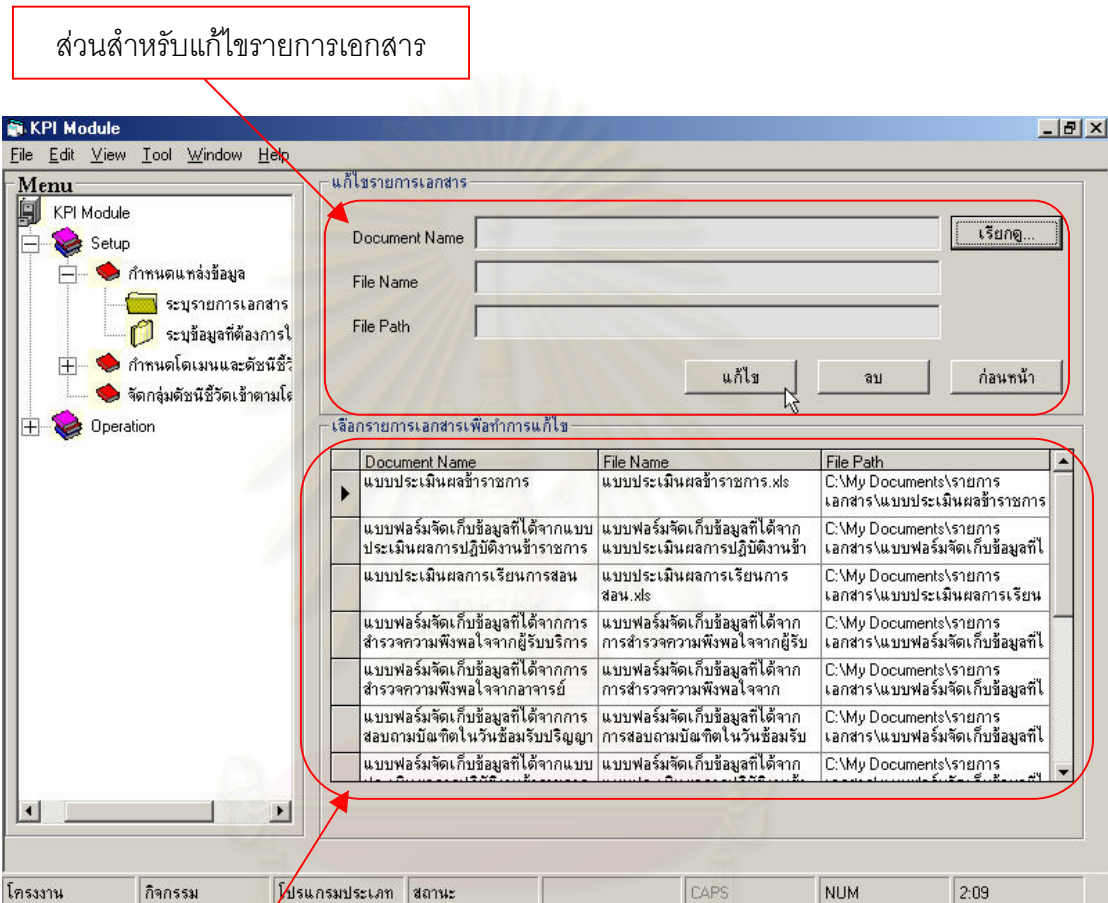 ส่วนสำหรับแก้ไขรายการเอกสาร
KPI Module
File Edit View Tool Window Help
Menu
KPI Module
Setup
กำหนดแหล่งข้อมูล
ระบุรายการเอกสาร
ระบุข้อมูลที่ต้องการใ
กำหนดโดเมนและดัชนีชี้วั
จัดกลุ่มดัชนีชี้วัดเข้าตามโด
Operation
แก้ไขรายการเอกสาร
Document Name
เรียกดู...
File Name
File Path
แก้ไข
ลบ
ก่อนหน้า
เลือกรายการเอกสารเพื่อทำการแก้ไข
Document Name File Name File Path
แบบประเมินผลข้าราชการ แบบประเมินผลข้าราชการ.xls C:\My Documents\รายการ
เอกสาร\แบบประเมินผลข้าราชการ
แบบฟอร์มจัดเก็บข้อมูลที่ได้จากแบบ แบบฟอร์มจัดเก็บข้อมูลที่ได้จาก C:\My Documents\รายการ
ประเมินผลการปฏิบัติงานข้าราชการ แบบประเมินผลการปฏิบัติงานข้า เอกสาร\แบบฟอร์มจัดเก็บข้อมูลที่ไ
แบบประเมินผลการเรียนการสอน แบบประเมินผลการเรียนการ C:\My Documents\รายการ
สอน.xls เอกสาร\แบบประเมินผลการเรียน
แบบฟอร์มจัดเก็บข้อมูลที่ได้จากการ แบบฟอร์มจัดเก็บข้อมูลที่ได้จาก C:\My Documents\รายการ
สำรวจความพึงพอใจจากผู้รับบริการ การสำรวจความพึงพอใจจากผู้รับ เอกสาร\แบบฟอร์มจัดเก็บข้อมูลที่ไ
แบบฟอร์มจัดเก็บข้อมูลที่ได้จากการ แบบฟอร์มจัดเก็บข้อมูลที่ได้จาก C:\My Documents\รายการ
สำรวจความพึงพอใจจากอาจารย์ การสำรวจความพึงพอใจจาก เอกสาร\แบบฟอร์มจัดเก็บข้อมูลที่ไ
แบบฟอร์มจัดเก็บข้อมูลที่ได้จากการ แบบฟอร์มจัดเก็บข้อมูลที่ได้จาก C:\My Documents\รายการ
สอบถามบัณฑิตในวันซ้อมรับปริญญา การสอบถามบัณฑิตในวันซ้อมรับ เอกสาร\แบบฟอร์มจัดเก็บข้อมูลที่ไ
แบบฟอร์มจัดเก็บข้อมูลที่ได้จากแบบ แบบฟอร์มจัดเก็บข้อมูลที่ได้จาก C:\My Documents\รายการ
โครงงาน กิจกรรม โปรแกรมประเภท สถานะ CAPS NUM 2:09